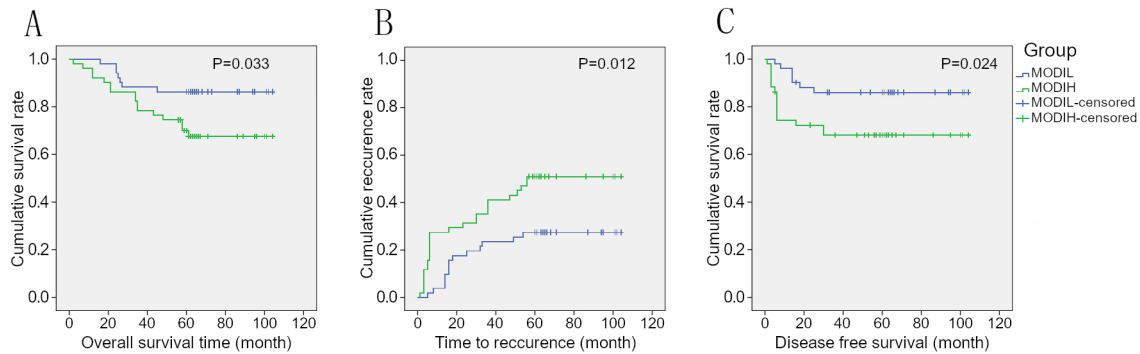 A
P=0.033
Cumulative survival rate
1.0
0.8
0.6
0.4
0.2
0.0
0 20 40 60 80 100 120
Overall survival time (month)
B
P=0.012
Cumulative reccurence rate
1.0
0.8
0.6
0.4
0.2
0.0
0 20 40 60 80 100 120
Time to reccurence (month)
C
P=0.024
Cumulative survival rate
1.0
0.8
0.6
0.4
0.2
0.0
0 20 40 60 80 100 120
Disease free survival (month)
Group
MODIL
MODIH
MODIL-censored
MODIH-censored